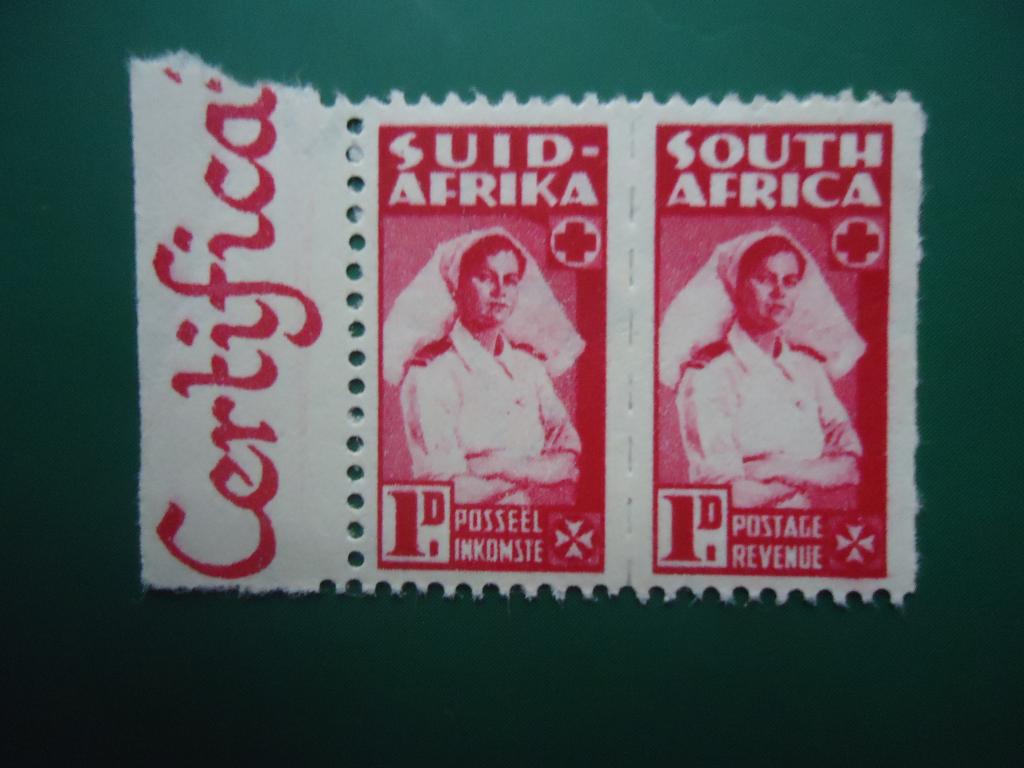 Certifica
SUID-
AFRIKA
1D.
POSSEEL
INKOMSTE
SOUTH
AFRICA
1D.
POSTAGE
REVENUE